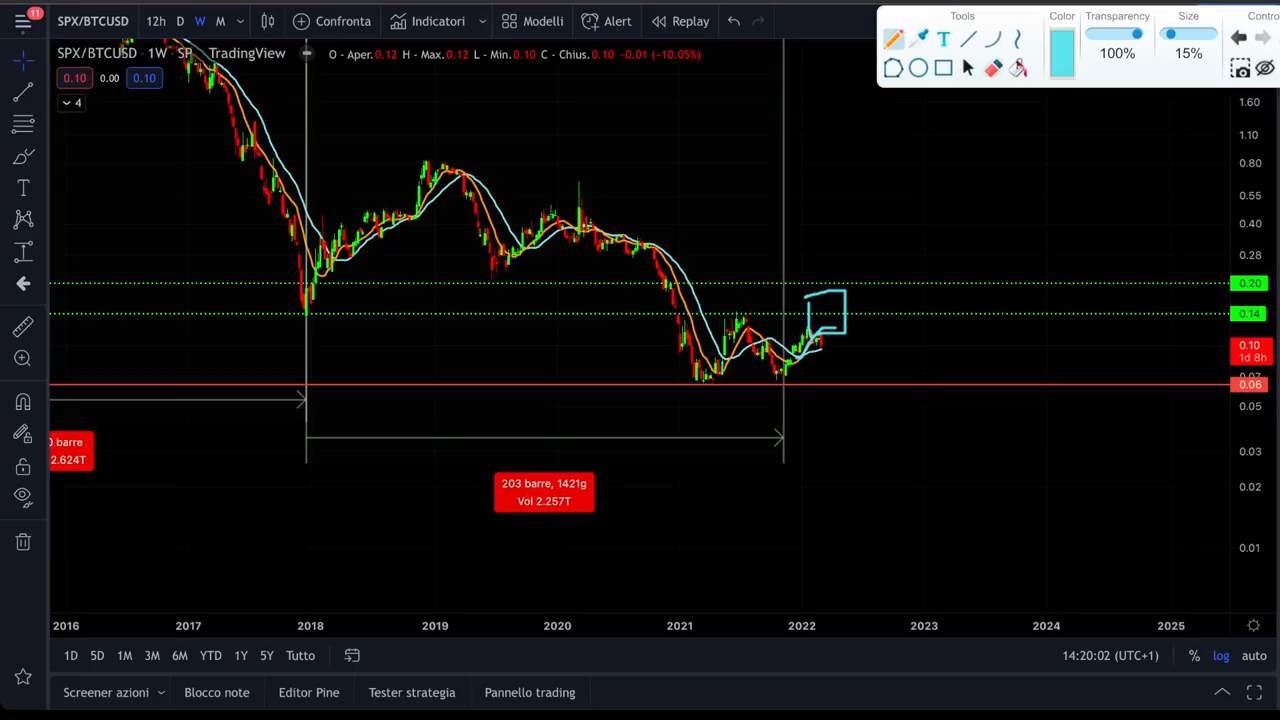 11
SPX/BTCUSD 12h D W M Confronta Indicatori Modelli Alert Replay
Tools Color Transparency Size Contro
100% 15%
SPX/BTCUSD · 1W · SP TradingView O - Aper.0.12 H - Max.0.12 L - Min.0.10 C - Chius.0.10 -0.01 (-10.05%)
0.10 0.00 0.10
4
1.60
1.10
0.80
0.55
0.40
0.28
0.20
0.14
0.10
1d 8h
0.07
0.06
0.05
0.03
0.02
0.01
0 barre
2.624T
203 barre, 1421g
Vol 2.257T
2016 2017 2018 2019 2020 2021 2022 2023 2024 2025
1D 5D 1M 3M 6M YTD 1Y 5Y Tutto 14:20:02 (UTC+1) % log auto
Screener azioni Blocco note Editor Pine Tester strategia Pannello trading